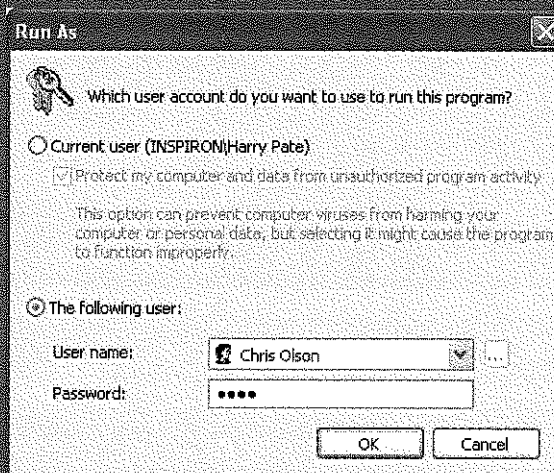 Run As
Which user account do you want to use to run this program?
Current user (INSPIRON\Harry Pate)
Protect my computer and data from unauthorized program activity
This option can prevent computer viruses from harming your
computer or personal data, but selecting it might cause the program
to function improperly.
The following user:
User name:
Chris Olson
...
Password:
••••
OK
Cancel